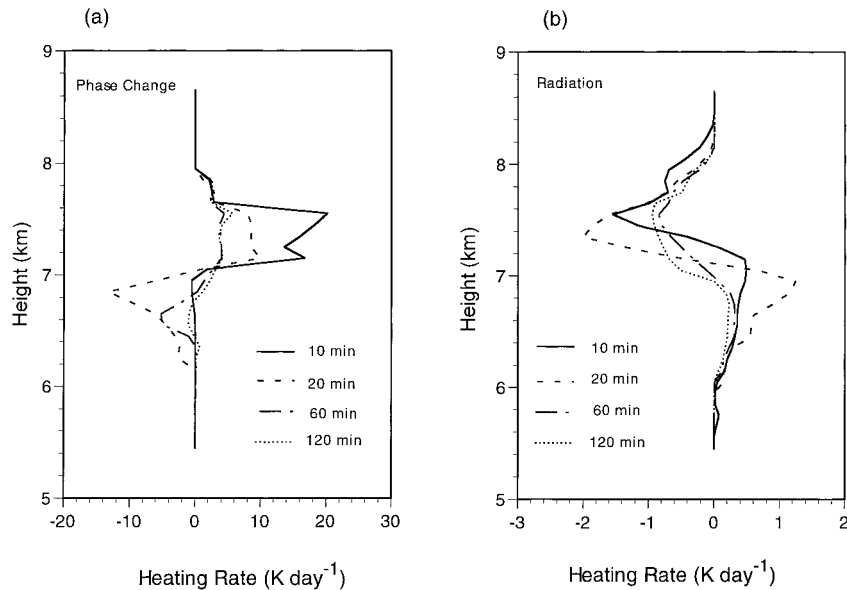 (a)
Phase Change
9
8
7
6
5
Height (km)
10 min
20 min
60 min
120 min
-20 -10 0 10 20 30
Heating Rate (K day-1)
(b)
Radiation
9
8
7
6
5
Height (km)
10 min
20 min
60 min
120 min
-3 -2 -1 0 1 2
Heating Rate (K day-1)